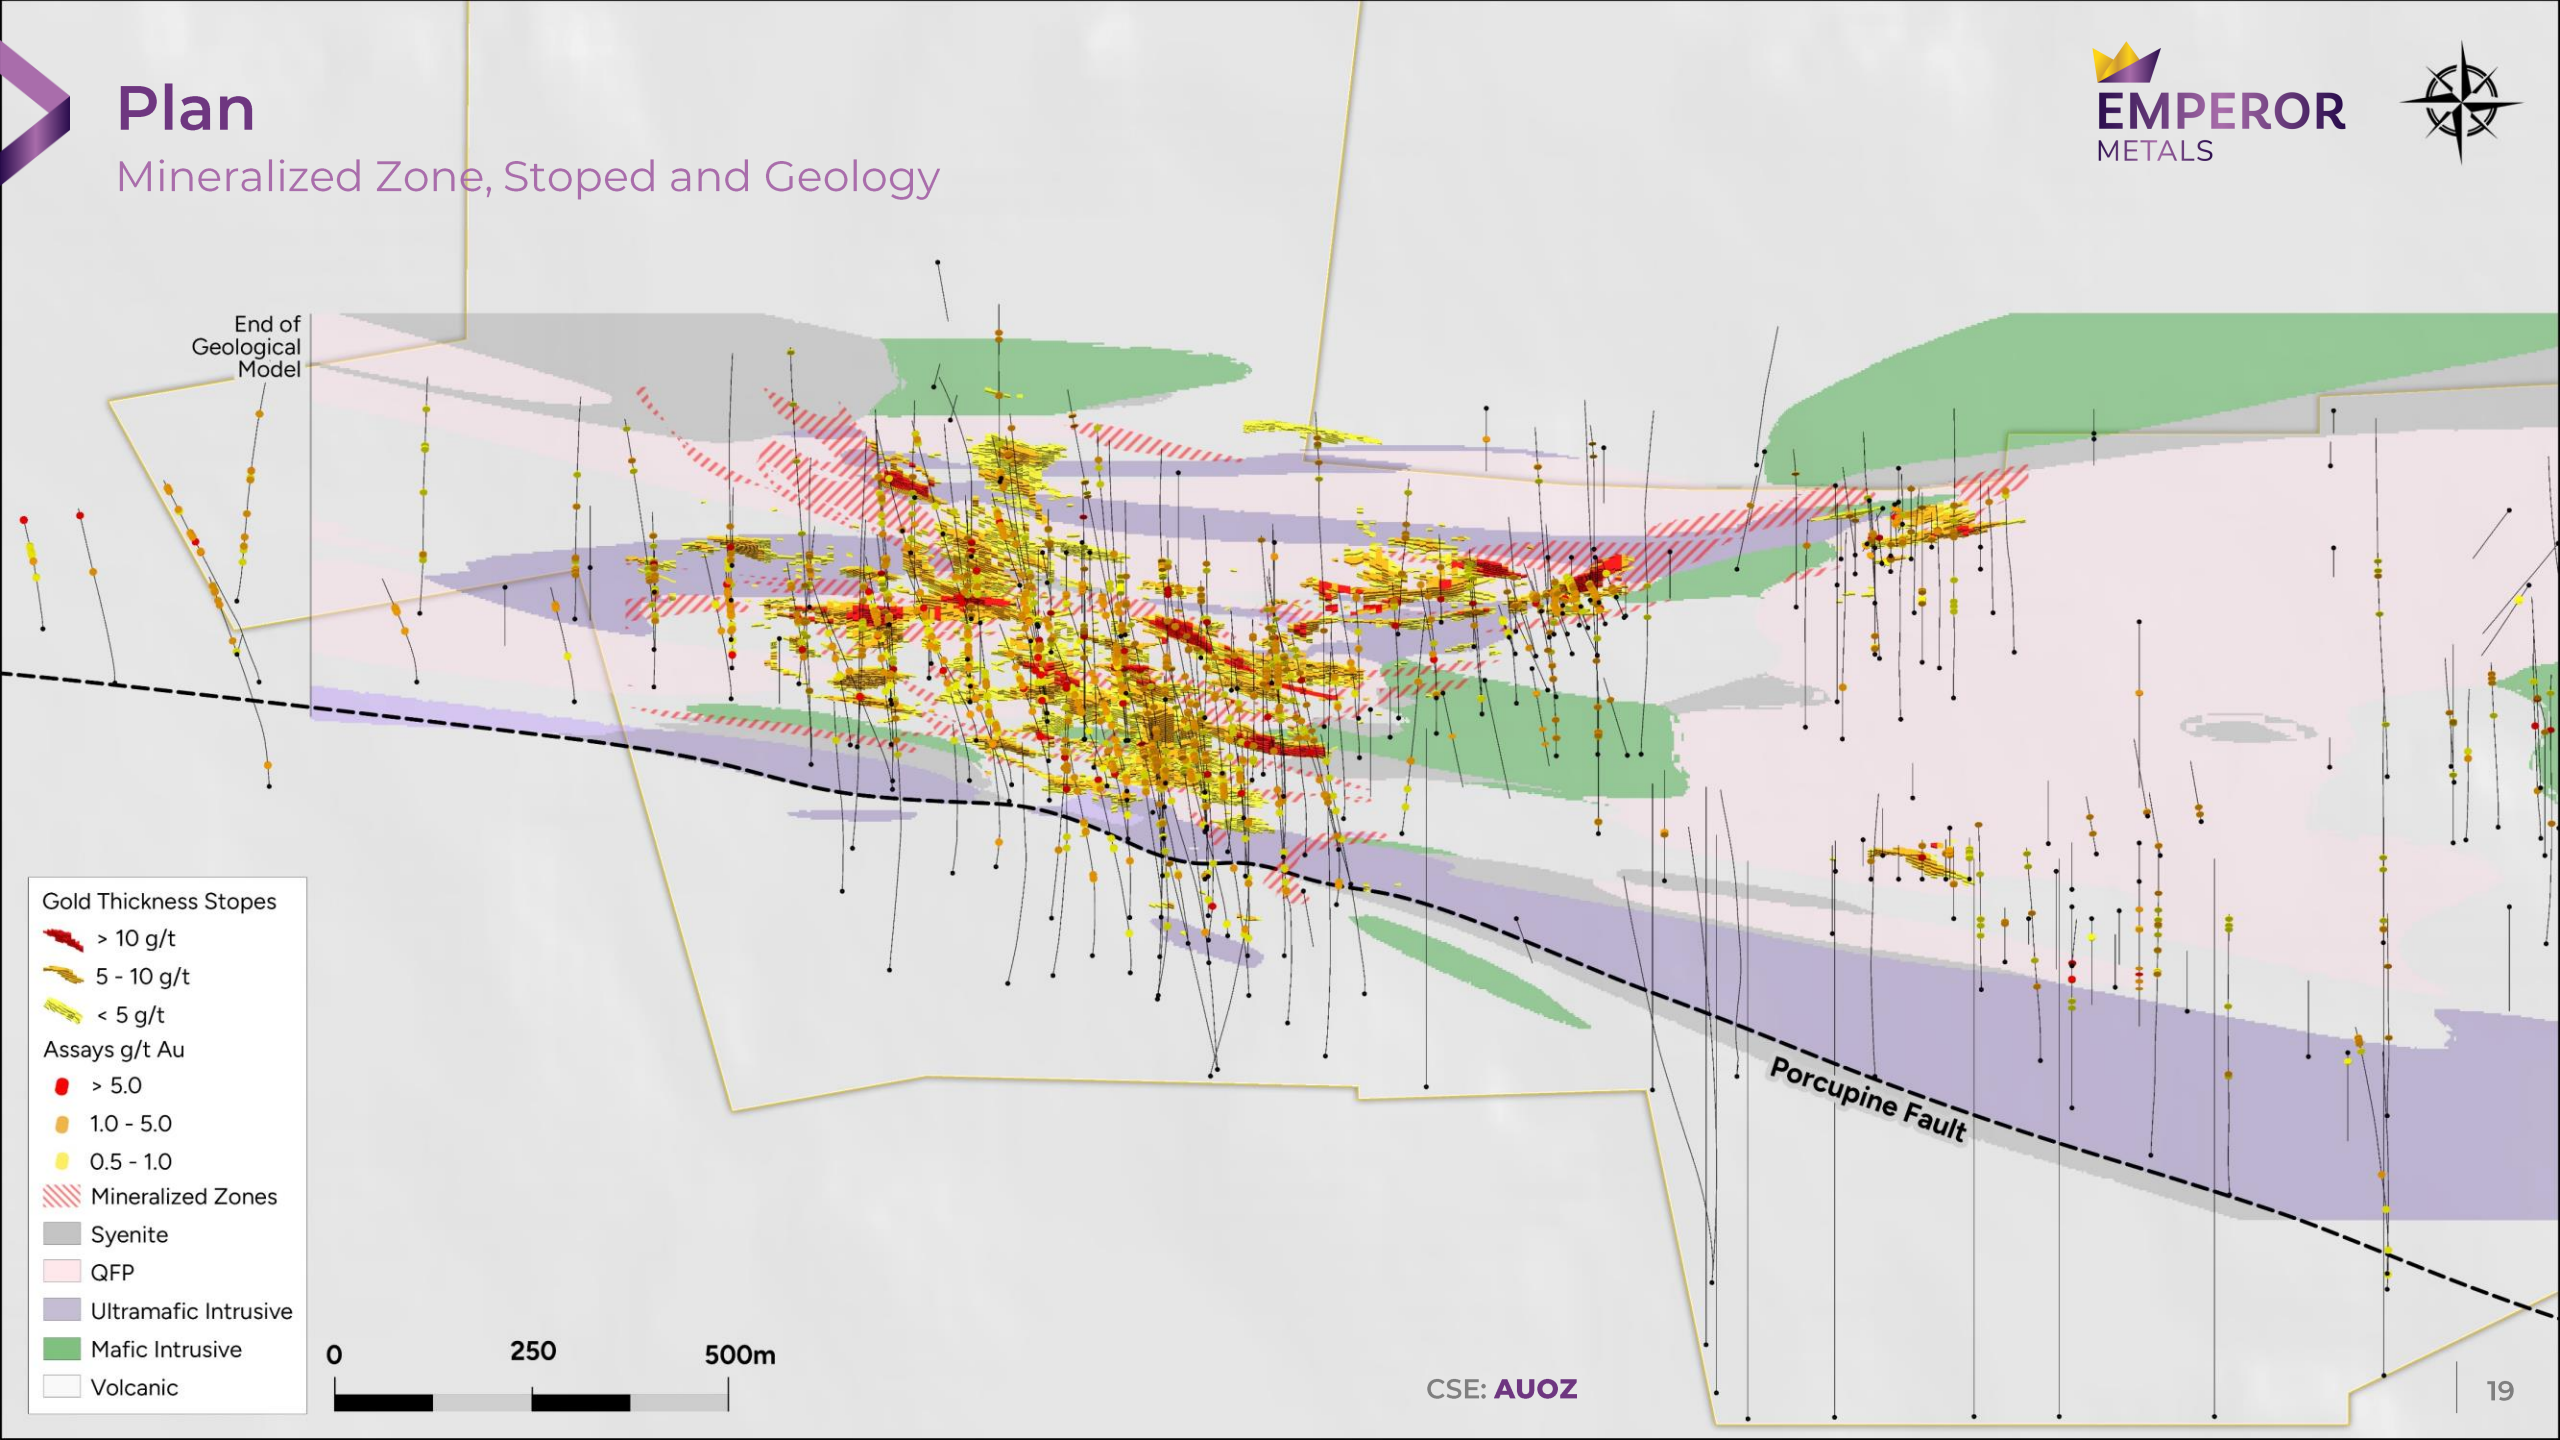 Plan
Mineralized Zone, Stoped and Geology
EMPEROR
METALS
End of
Geological
Model
Gold Thickness Stopes
> 10 g/t
5 - 10 g/t
< 5 g/t
Assays g/t Au
> 5.0
1.0 - 5.0
0.5 - 1.0
Mineralized Zones
Syenite
QFP
Ultramafic Intrusive
Mafic Intrusive
Volcanic
Porcupine Fault
0 250 500m
CSE: AUOZ
19